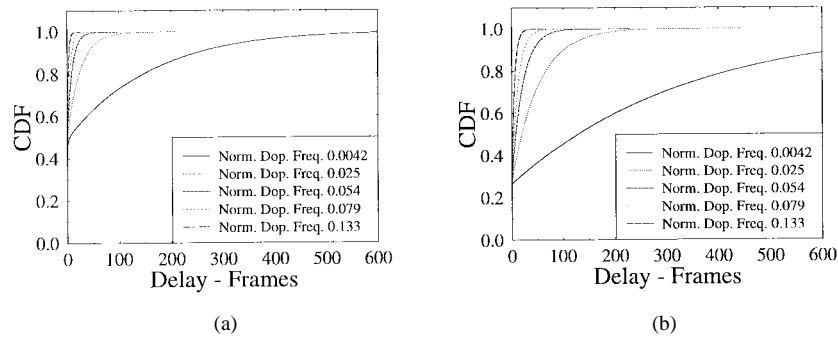 CDF
1.0
0.8
0.6
0.4
0.2
0.0
Norm. Dop. Freq. 0.0042
Norm. Dop. Freq. 0.025
Norm. Dop. Freq. 0.054
Norm. Dop. Freq. 0.079
Norm. Dop. Freq. 0.133
0 100 200 300 400 500 600
Delay - Frames
(a)
CDF
1.0
0.8
0.6
0.4
0.2
0.0
Norm. Dop. Freq. 0.0042
Norm. Dop. Freq. 0.025
Norm. Dop. Freq. 0.054
Norm. Dop. Freq. 0.079
Norm. Dop. Freq. 0.133
0 100 200 300 400 500 600
Delay - Frames
(b)